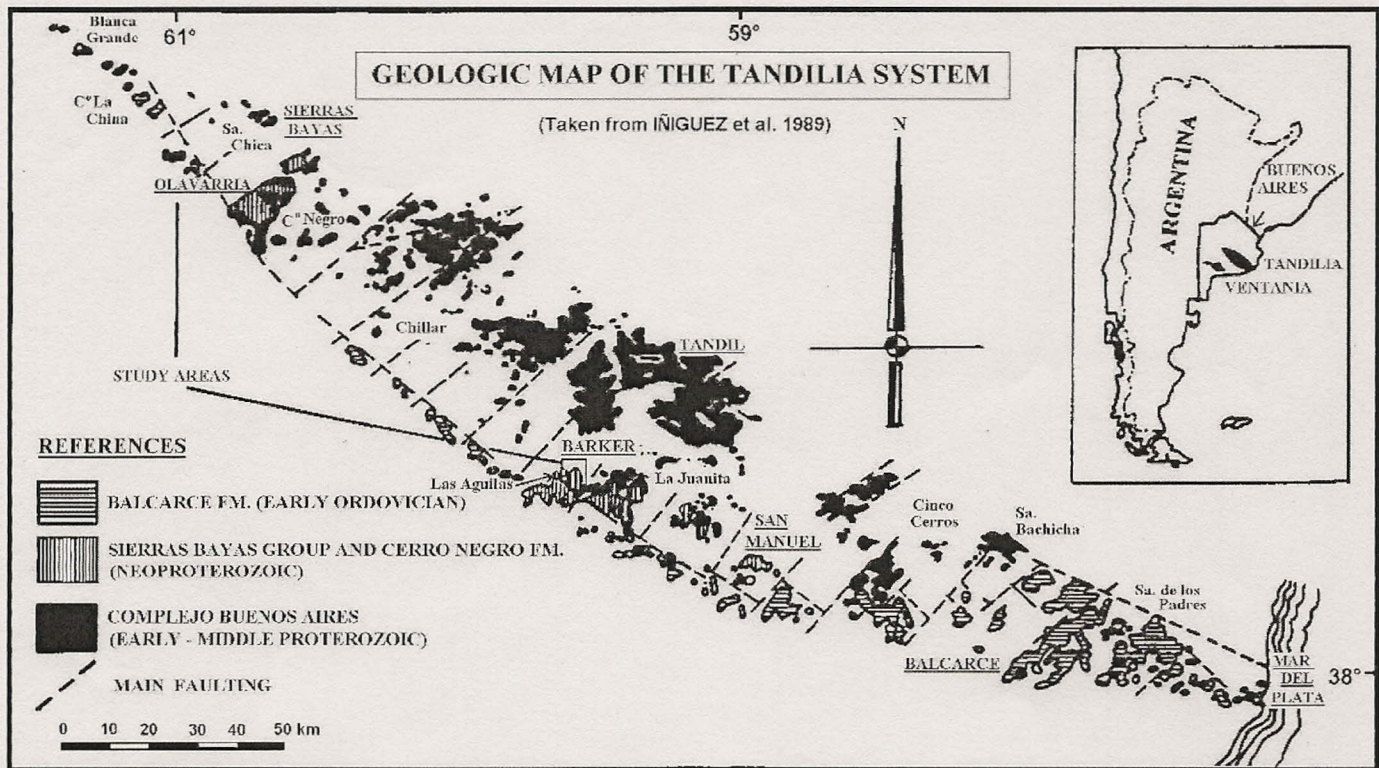 Blanca
Grande
61°
59°
GEOLOGIC MAP OF THE TANDILIA SYSTEM
(Taken from IÑIGUEZ et al. 1989)
N
C° La
China
Sa.
Chica
SIERRAS
BAYAS
OLAVARRIA
C° Negro
Chillar
TANDIL
STUDY AREAS
BARKER
Las Aguilas
La Juanita
SAN
MANUEL
Cinco
Cerros
Sa.
Bachicha
Sa. de los
Padres
BALCARCE
MAR
DEL
PLATA
38°
ARGENTINA
BUENOS
AIRES
TANDILIA
VENTANIA
REFERENCES
BALCARCE FM. (EARLY ORDOVICIAN)
SIERRAS BAYAS GROUP AND CERRO NEGRO FM.
(NEOPROTEROZOIC)
COMPLEJO BUENOS AIRES
(EARLY - MIDDLE PROTEROZOIC)
MAIN FAULTING
0 10 20 30 40 50 km